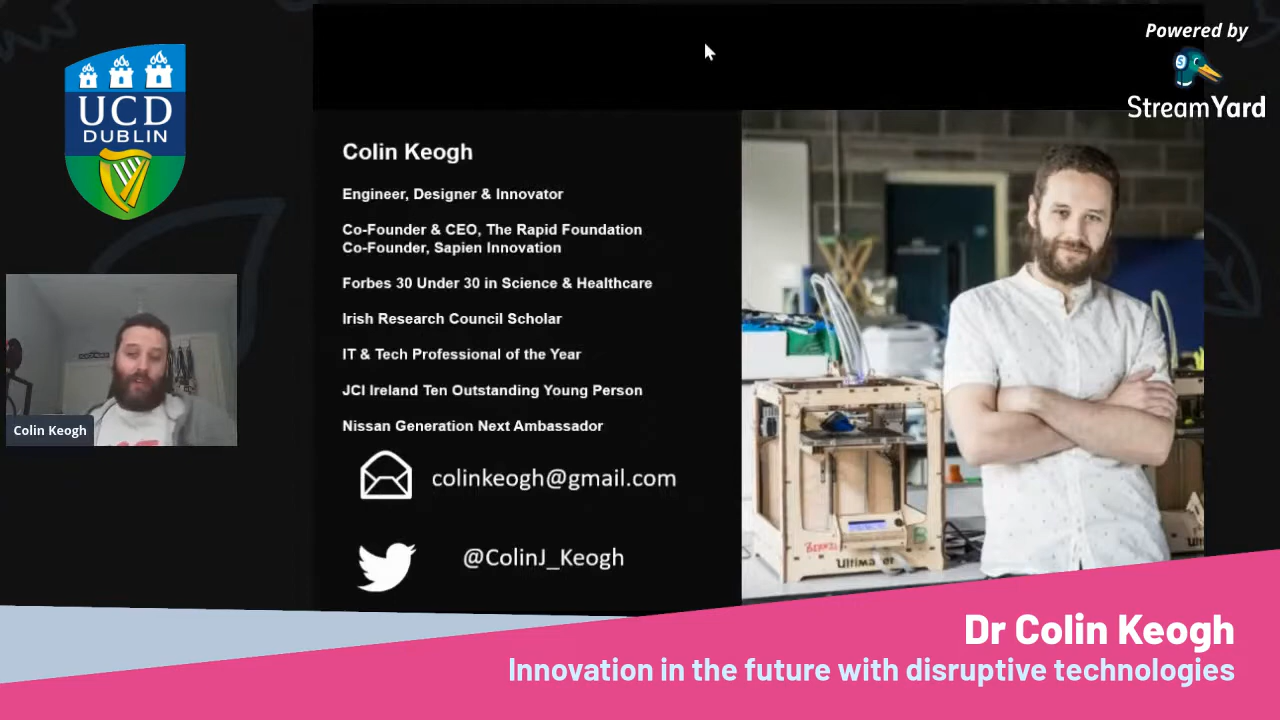 Powered by
StreamYard
UCD
DUBLIN
Colin Keogh
Engineer, Designer & Innovator
Co-Founder & CEO, The Rapid Foundation
Co-Founder, Sapien Innovation
Forbes 30 Under 30 in Science & Healthcare
Irish Research Council Scholar
IT & Tech Professional of the Year
JCI Ireland Ten Outstanding Young Person
Nissan Generation Next Ambassador
colinkeogh@gmail.com
@ColinJ_Keogh
Colin Keogh
Ultimaker
Dr Colin Keogh
Innovation in the future with disruptive technologies